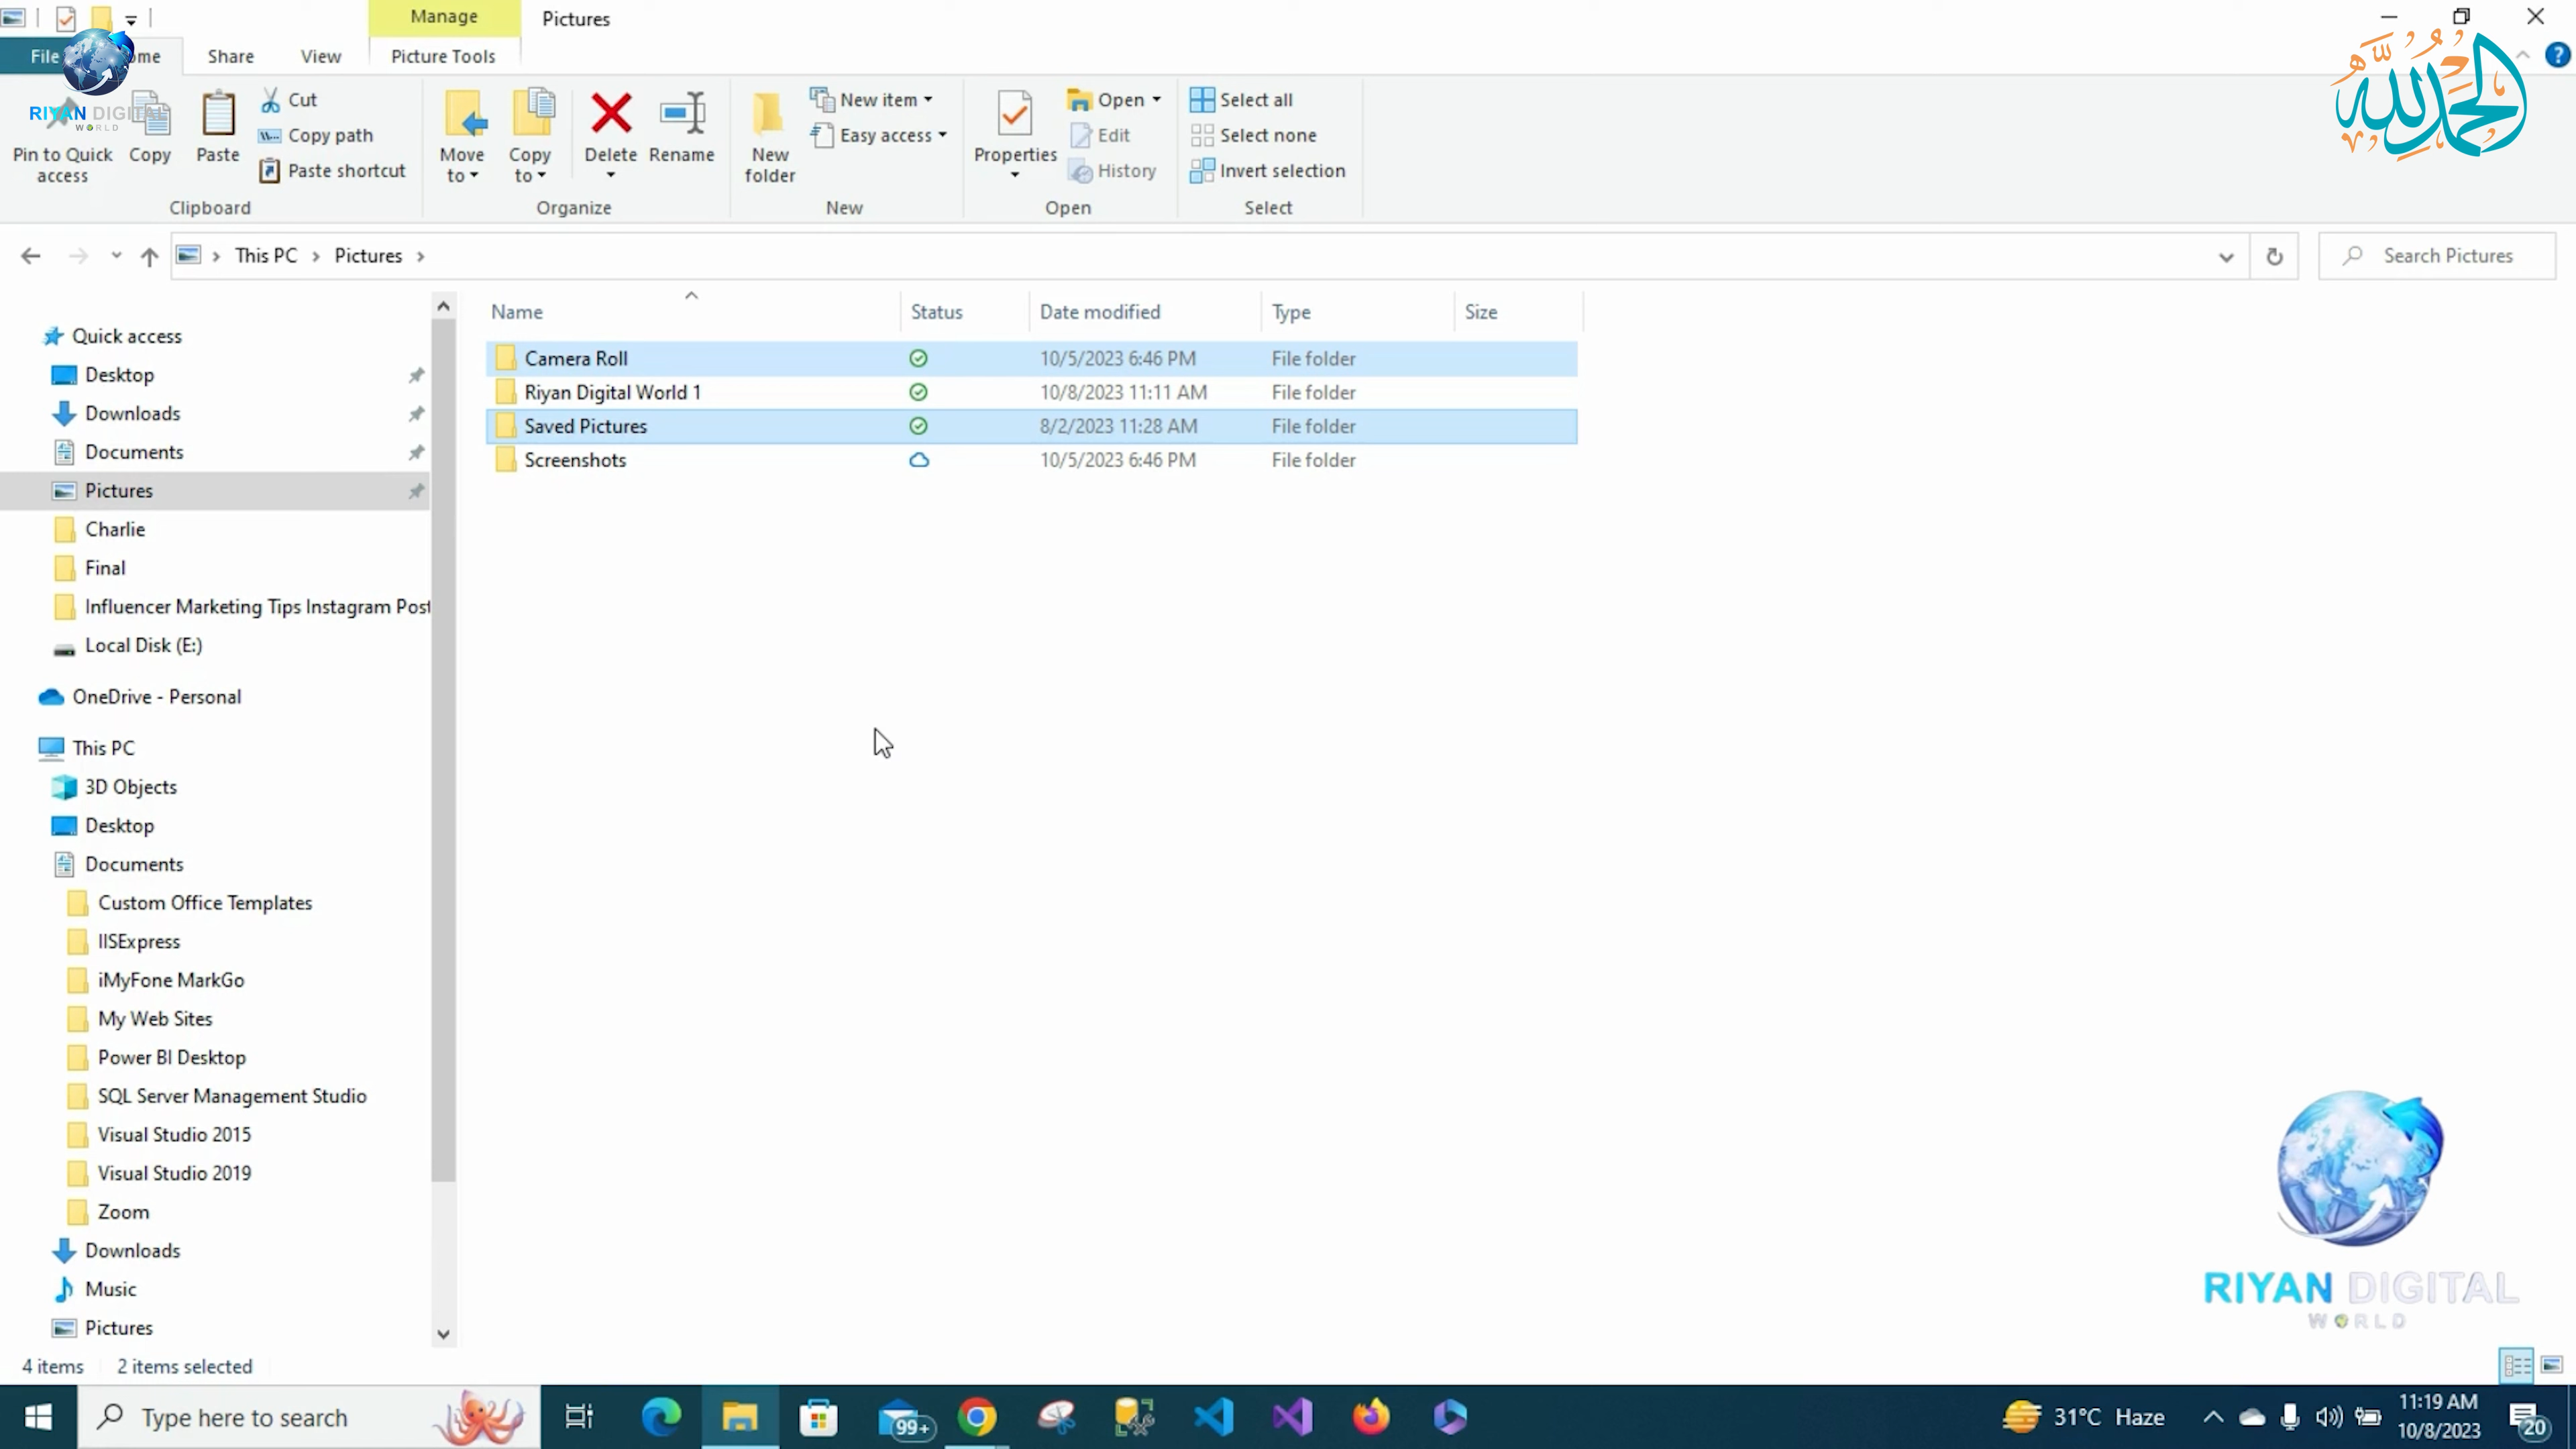 Manage
Pictures
File
ome
Share
View
Picture Tools
Pin to Quick access
Copy
Paste
Cut
Copy path
Paste shortcut
Clipboard
Move to
Copy to
Delete
Rename
Organize
New folder
New item
Easy access
New
Properties
Open
Edit
History
Open
Select all
Select none
Invert selection
Select
RIYAN DIGITAL
WORLD
الحمد لله
This PC
Pictures
Search Pictures
Name Status Date modified Type Size
Camera Roll 10/5/2023 6:46 PM File folder
Riyan Digital World 1 10/8/2023 11:11 AM File folder
Saved Pictures 8/2/2023 11:28 AM File folder
Screenshots 10/5/2023 6:46 PM File folder
Quick access
Desktop
Downloads
Documents
Pictures
Charlie
Final
Influencer Marketing Tips Instagram Post
Local Disk (E:)
OneDrive - Personal
This PC
3D Objects
Desktop
Documents
Custom Office Templates
IISExpress
iMyFone MarkGo
My Web Sites
Power BI Desktop
SQL Server Management Studio
Visual Studio 2015
Visual Studio 2019
Zoom
Downloads
Music
Pictures
RIYAN DIGITAL
WORLD
4 items 2 items selected
Type here to search
99+
31°C Haze
11:19 AM
10/8/2023
20